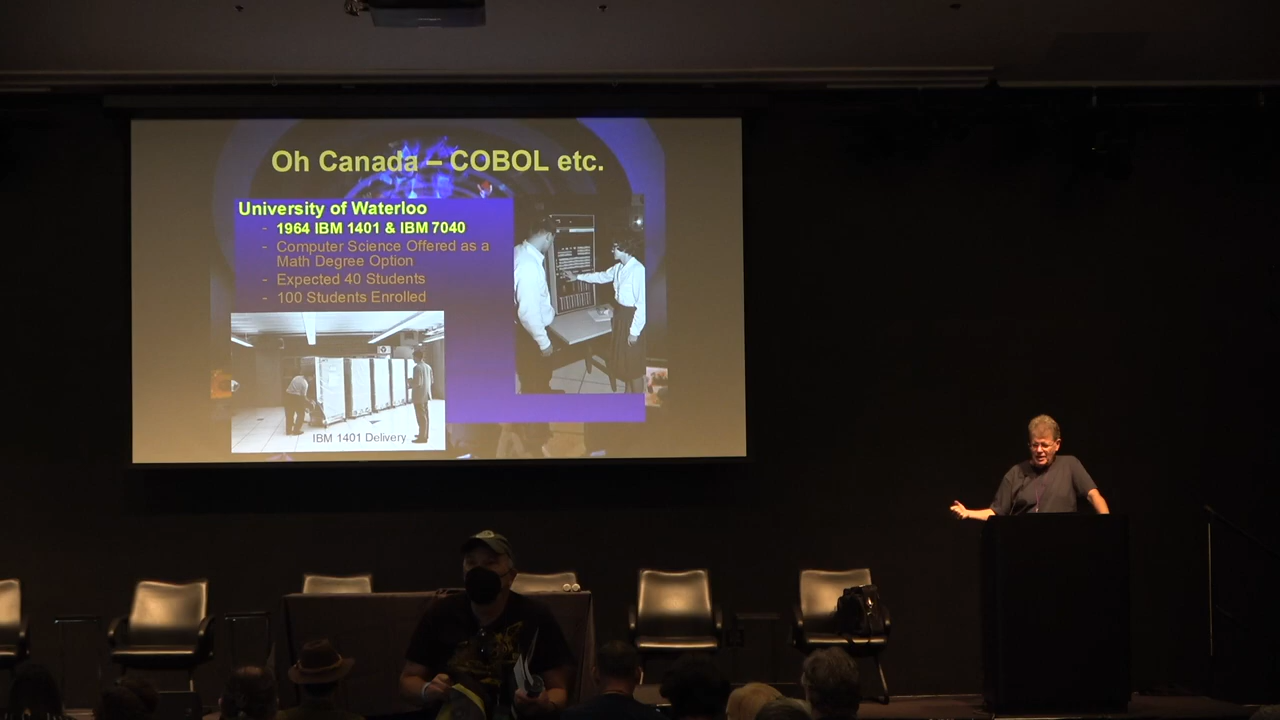 Oh Canada – COBOL etc.
University of Waterloo
- 1964 IBM 1401 & IBM 7040
- Computer Science Offered as a
Math Degree Option
- Expected 40 Students
- 100 Students Enrolled
IBM 1401 Delivery